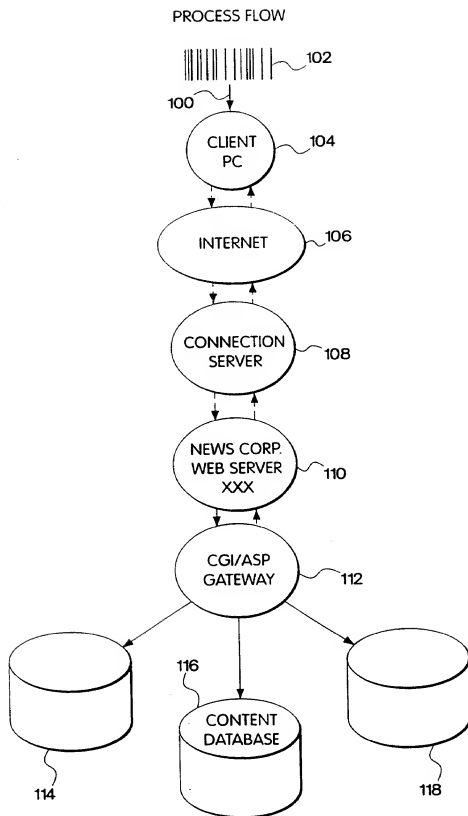 PROCESS FLOW
102
100
CLIENT
PC
104
INTERNET
106
CONNECTION
SERVER
108
NEWS CORP.
WEB SERVER
XXX
110
CGI/ASP
GATEWAY
112
116
CONTENT
DATABASE
114
118